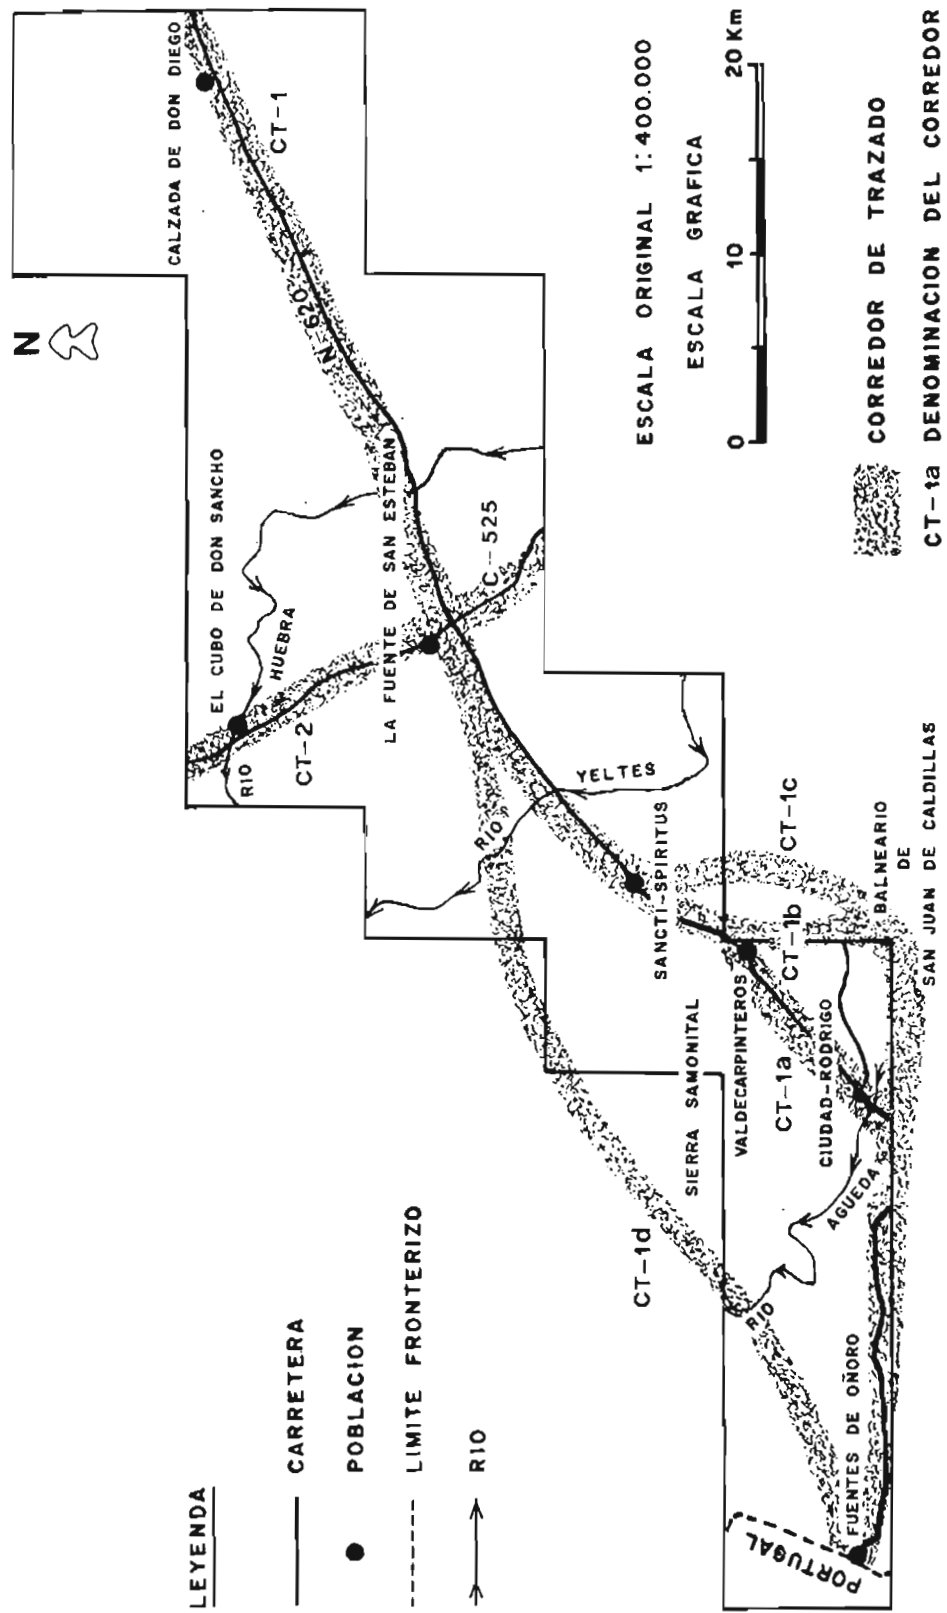 N
CALZADA DE DON DIEGO
CT-1
N 620
EL CUBO DE DON SANCHO
HUEBRA
RIO
CT-2
LA FUENTE DE SAN ESTEBAN
C-525
RIO
YELTES
SANCTI-SPIRITUS
CT-1c
CT-1b
BALNEARIO
DE
SAN JUAN DE CALDILLAS
SIERRA SAMONITAL
VALDECARPINTEROS
CT-1a
CIUDAD-RODRIGO
AGUEDA
RIO
CT-1d
FUENTES DE OÑORO
PORTUGAL
LEYENDA
CARRETERA
POBLACION
LIMITE FRONTERIZO
RIO
ESCALA ORIGINAL 1:400.000
ESCALA GRAFICA
0 10 20 Km
CORREDOR DE TRAZADO
CT-1a DENOMINACION DEL CORREDOR